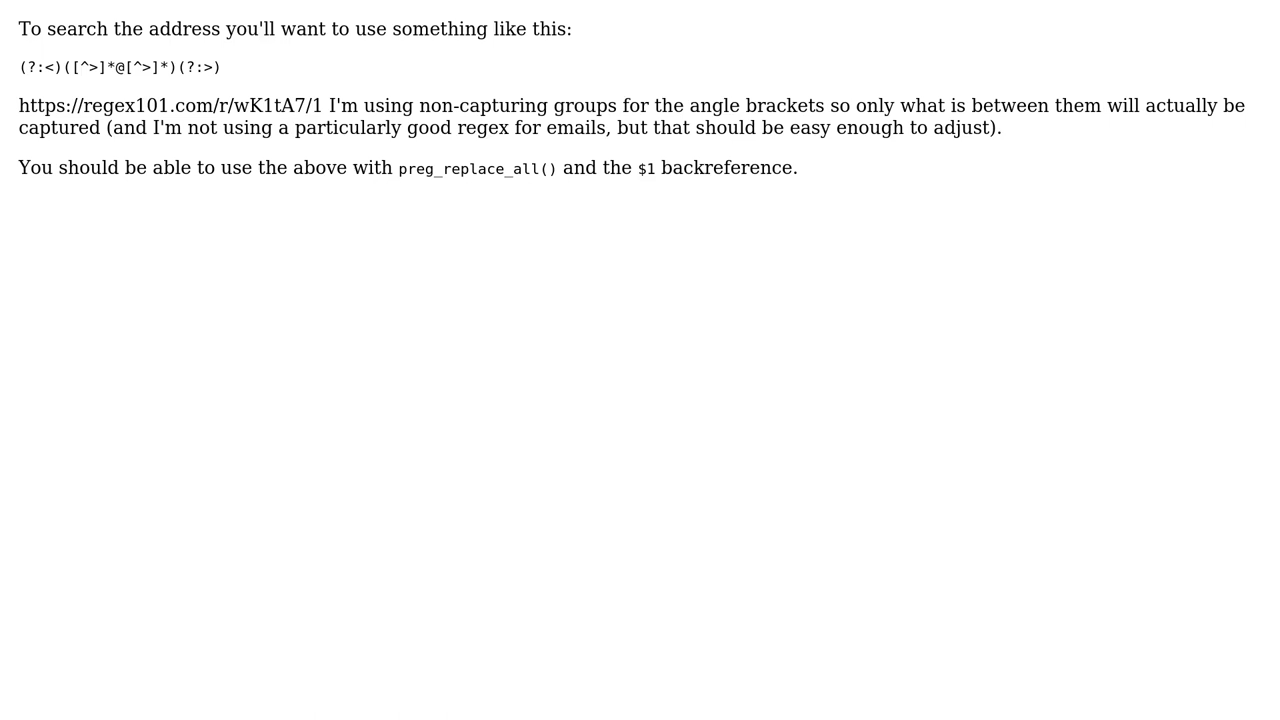 To search the address you'll want to use something like this:
(?:<)([^>]*@[^>]*)(?:>)
https://regex101.com/r/wK1tA7/1 I'm using non-capturing groups for the angle brackets so only what is between them will actually be
captured (and I'm not using a particularly good regex for emails, but that should be easy enough to adjust).
You should be able to use the above with preg_replace_all() and the $1 backreference.